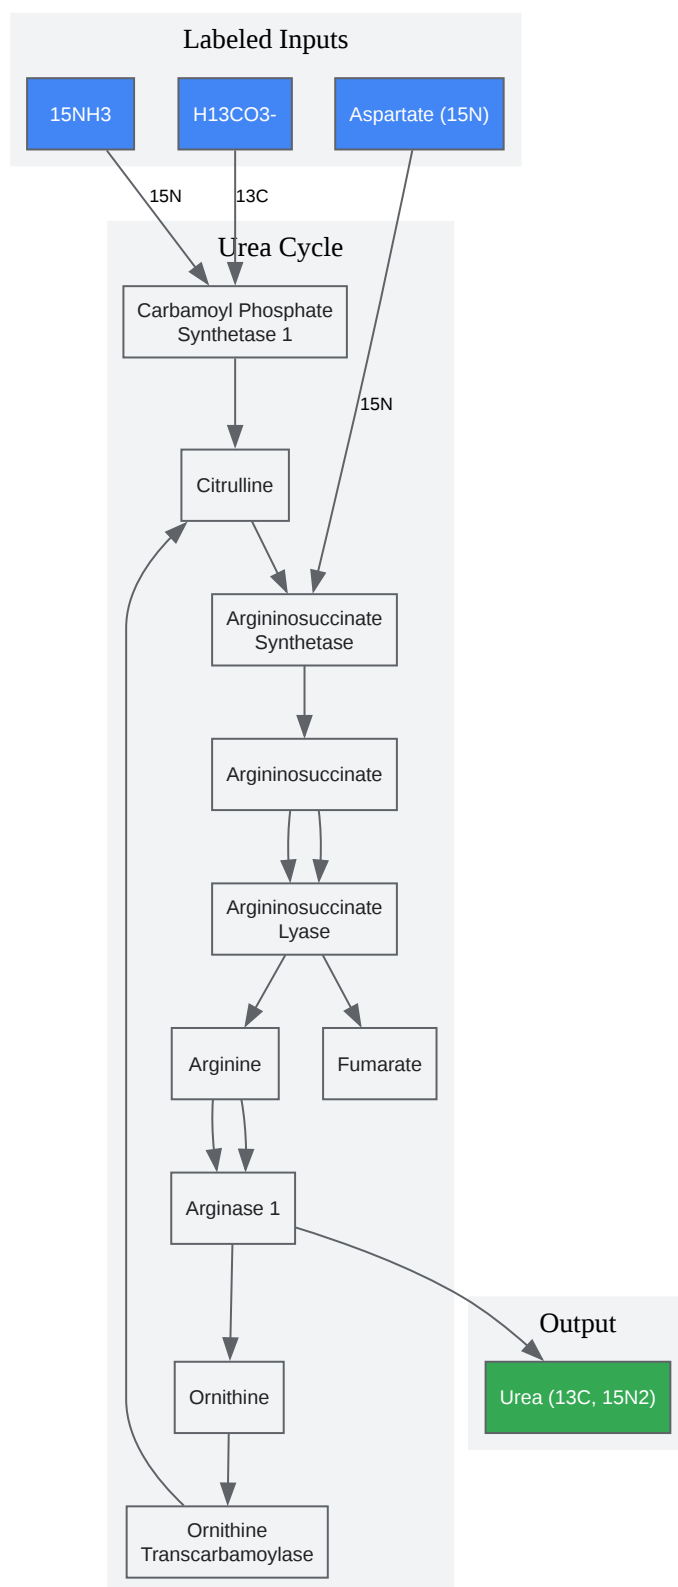 Labeled Inputs
15NH3
H13CO3-
Aspartate (15N)
15N
13C
Urea Cycle
Carbamoyl Phosphate
Synthetase 1
15N
Citrulline
Argininosuccinate
Synthetase
Argininosuccinate
Argininosuccinate
Lyase
Arginine
Fumarate
Arginase 1
Output
Urea (13C, 15N2)
Ornithine
Ornithine
Transcarbamoylase